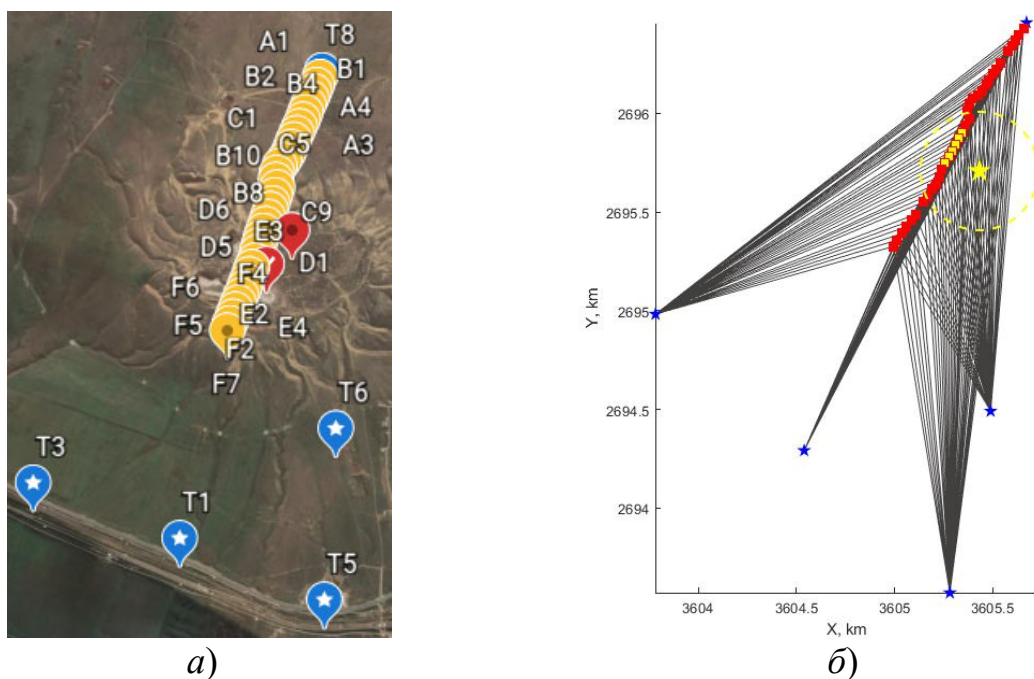 A1
T8
B2
B4
B1
C1
A4
C5
A3
B10
B8
D6
C9
E3
D5
D1
F6
F4
E2
F5
E4
F2
F7
T6
T3
T1
T5
а)
2696
2695.5
2695
2694.5
2694
Y, km
3604
3604.5
3605
3605.5
X, km
б)